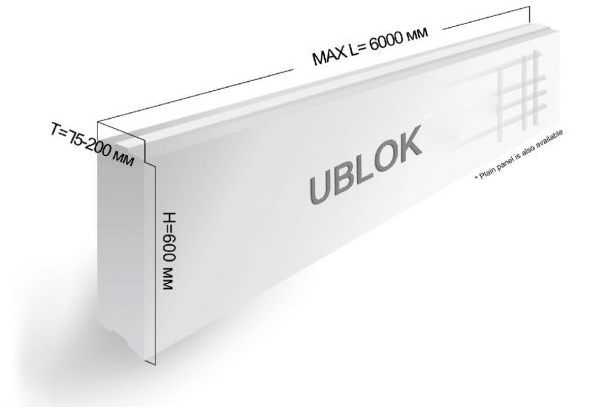 MAX L= 6000 мм
T=75-200 мм
UBLOK
* Plain panel is also available
H=600 мм